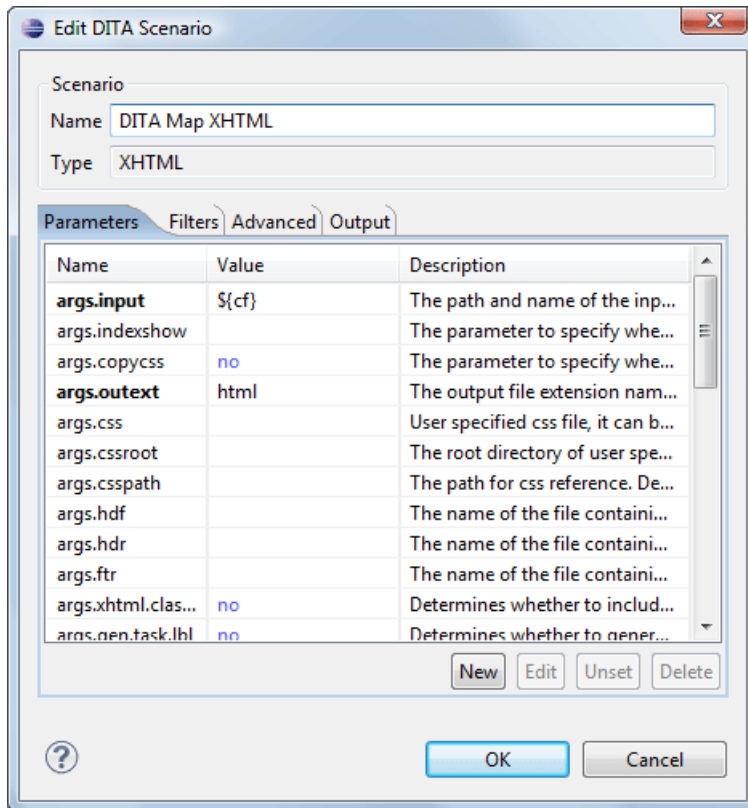 Edit DITA Scenario
Scenario
Name DITA Map XHTML
Type XHTML
Parameters Filters Advanced Output
Name Value Description
args.input ${cf} The path and name of the inp...
args.indexshow The parameter to specify whe...
args.copycss no The parameter to specify whe...
args.outext html The output file extension nam...
args.css User specified css file, it can b...
args.cssroot The root directory of user spe...
args.csspath The path for css reference. De...
args.hdf The name of the file containi...
args.hdr The name of the file containi...
args.ftr The name of the file containi...
args.xhtml.clas... no Determines whether to includ...
args.gen.task.lbl no Determines whether to gener...
New Edit Unset Delete
? OK Cancel